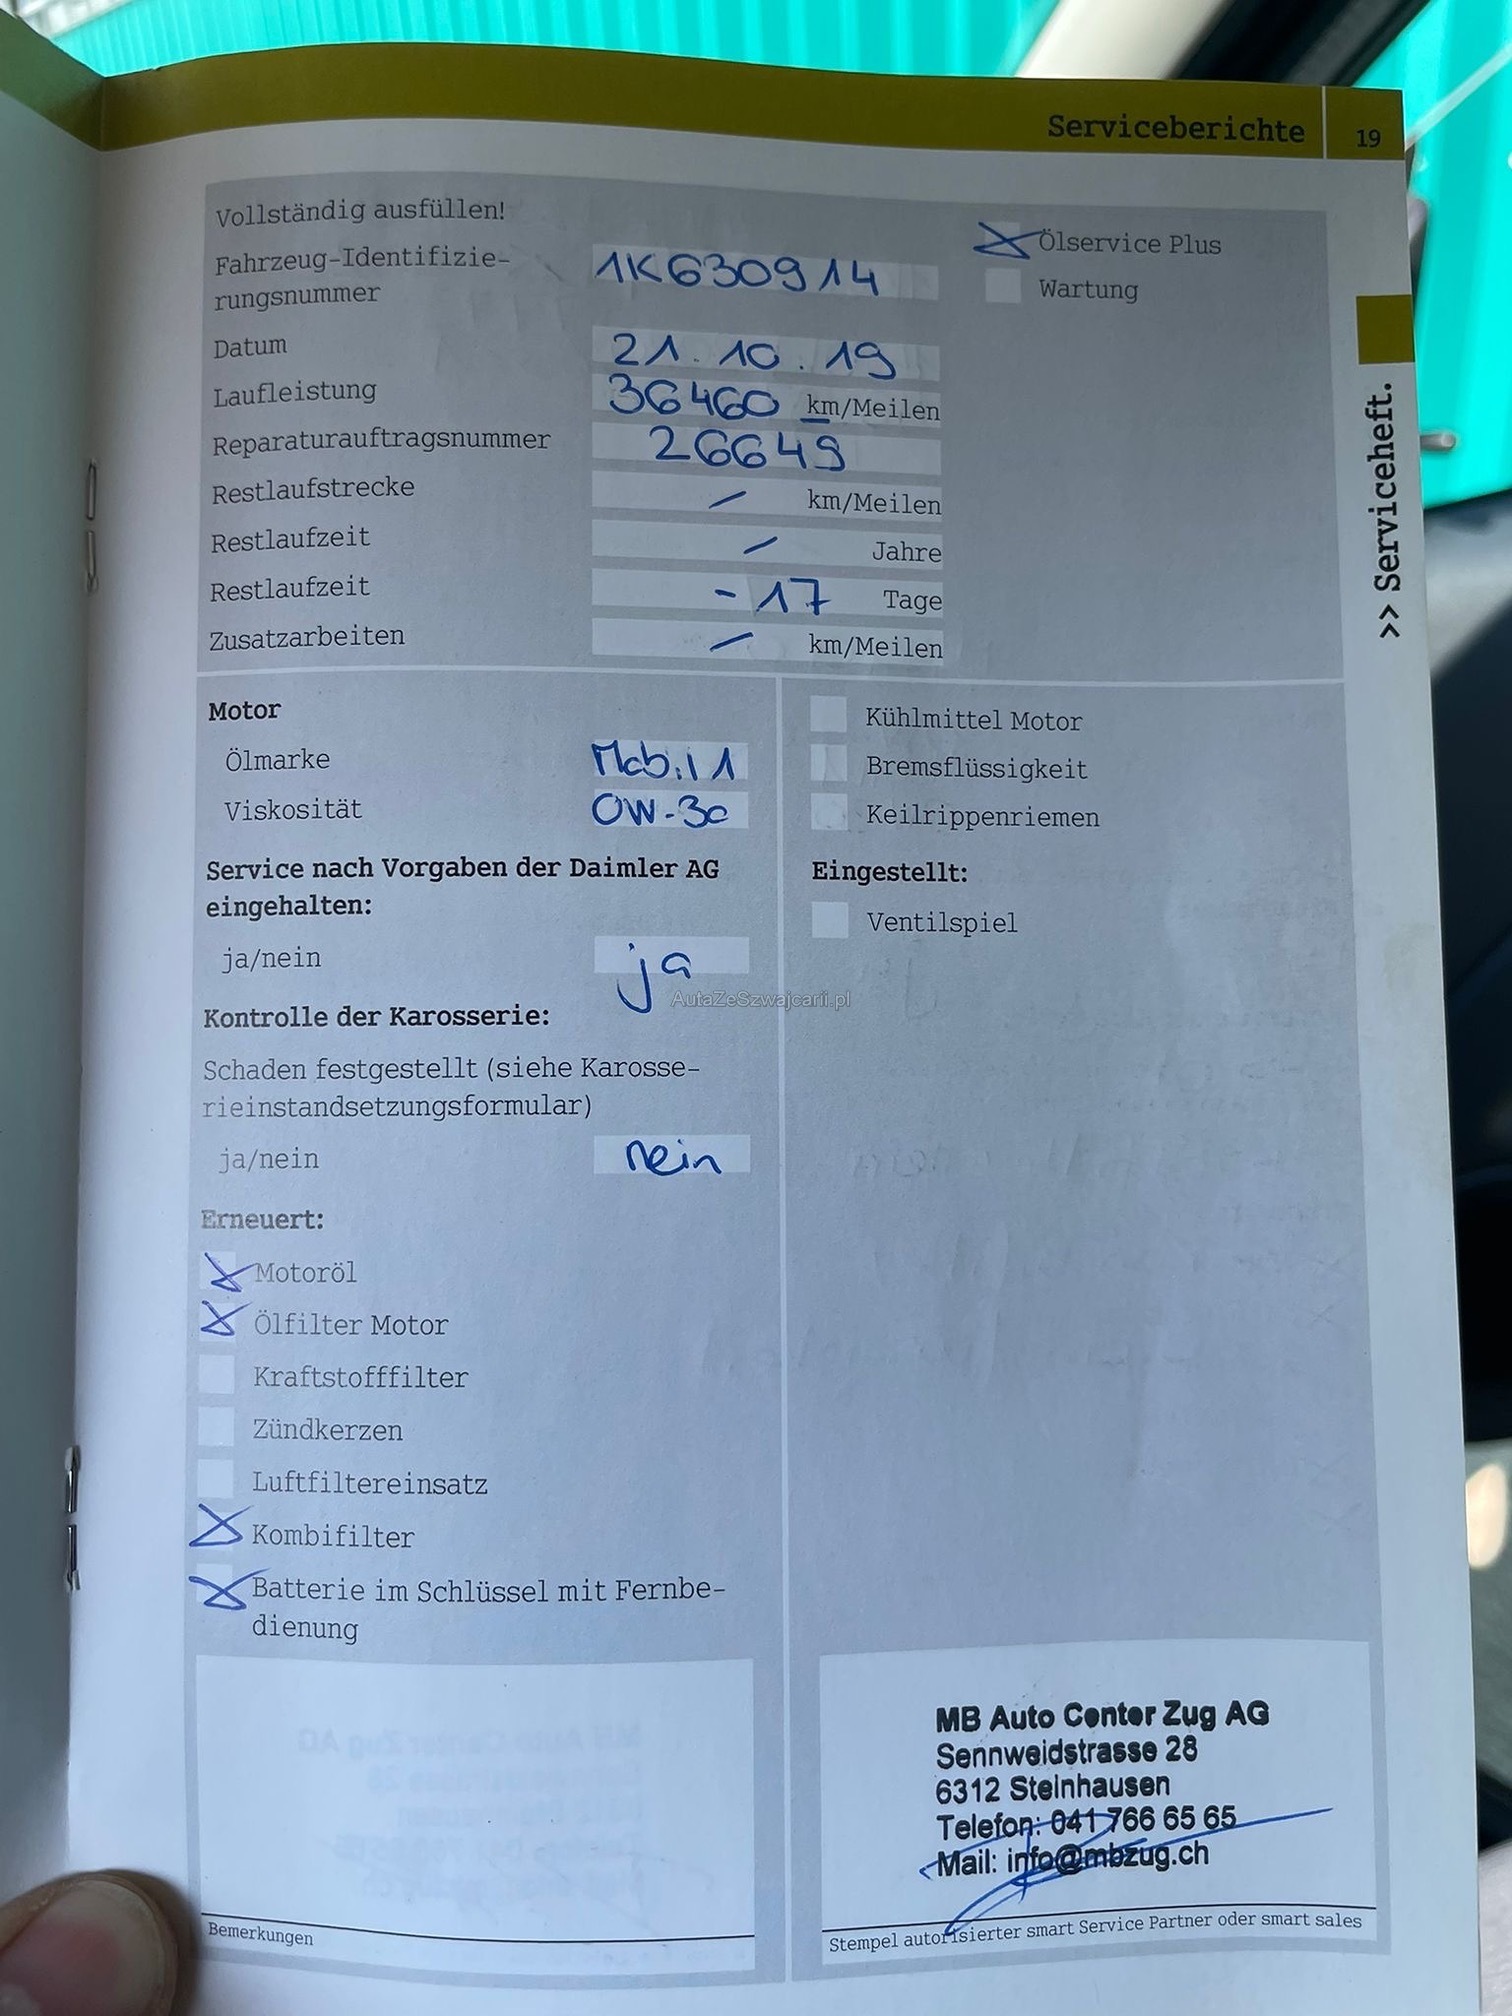 Serviceberichte 19
Vollständig ausfüllen!
Fahrzeug-Identifizie-
rungsnummer 1K630914
Ölservice Plus
Wartung
Datum 21.10.19
Laufleistung 36460 km/Meilen
Reparaturauftragsnummer 26649
Restlaufstrecke / km/Meilen
Restlaufzeit / Jahre
Restlaufzeit -17 Tage
Zusatzarbeiten / km/Meilen
>> Serviceheft.
Motor
Ölmarke Mobil 1
Viskosität 0W-30
Service nach Vorgaben der Daimler AG
eingehalten:
ja/nein ja
Kontrolle der Karosserie:
Schaden festgestellt (siehe Karosse-
rieinstandsetzungsformular)
ja/nein nein
Erneuert:
Motoröl
Ölfilter Motor
Kraftstofffilter
Zündkerzen
Luftfiltereinsatz
Kombifilter
Batterie im Schlüssel mit Fernbe-
dienung
Kühlmittel Motor
Bremsflüssigkeit
Keilrippenriemen
Eingestellt:
Ventilspiel
AutaZeSzwajcarii.pl
Bemerkungen
MB Auto Center Zug AG
Sennweidstrasse 28
6312 Steinhausen
Telefon: 041 766 65 65
Mail: info@mbzug.ch
Stempel autorisierter smart Service Partner oder smart sales